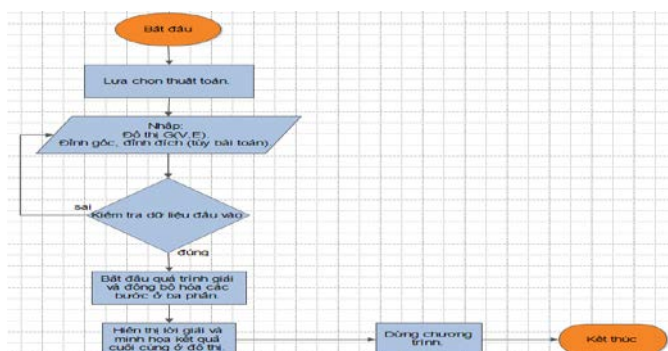 Bắt đầu
Lựa chọn thuật toán.
Nhập:
Đồ thị G(V,E).
Đỉnh gốc, đỉnh đích (tùy bài toán)
sai
Kiểm tra dữ liệu đầu vào
đúng
Bắt đầu quá trình giải
và đồng bộ hóa các
bước ở ba phần.
Hiển thị lời giải và
minh họa kết quả
cuối cùng ở đồ thị.
Dừng chương
trình.
Kết thúc